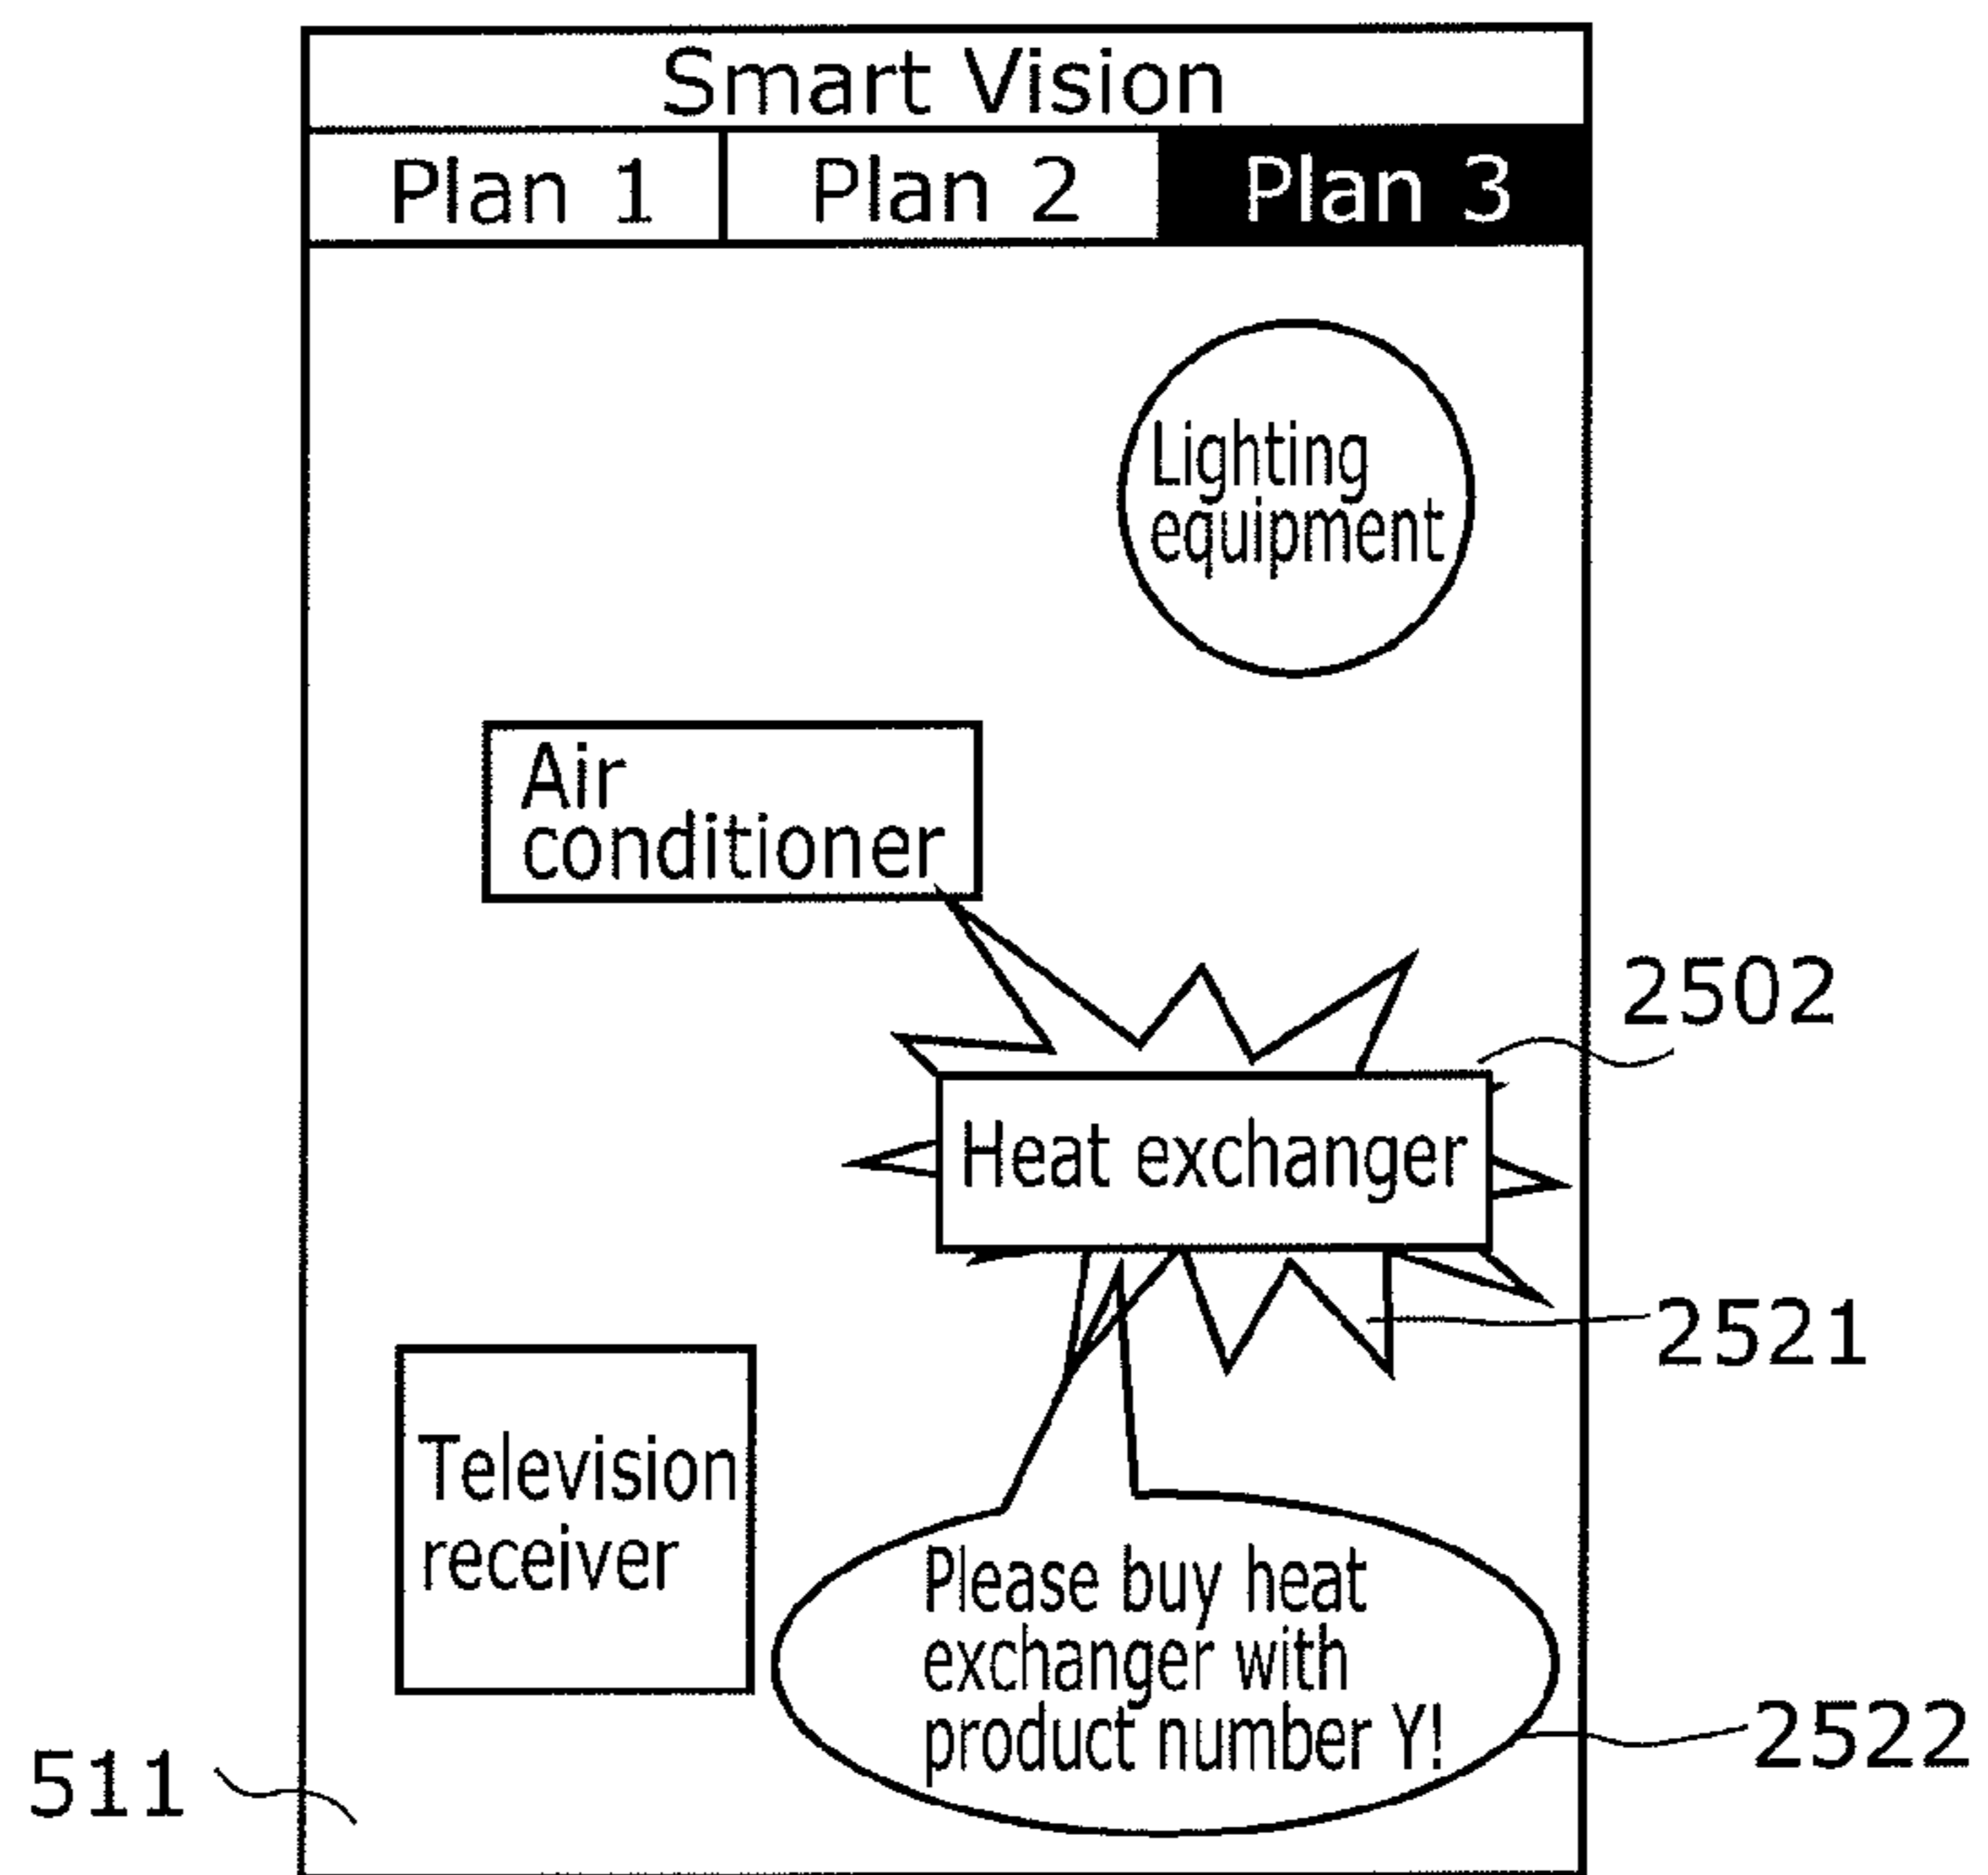 Smart Vision
Plan 1 Plan 2 Plan 3
Lighting
equipment
Air
conditioner
2502
Heat exchanger
2521
Television
receiver
Please buy heat
exchanger with
product number Y!
2522
511